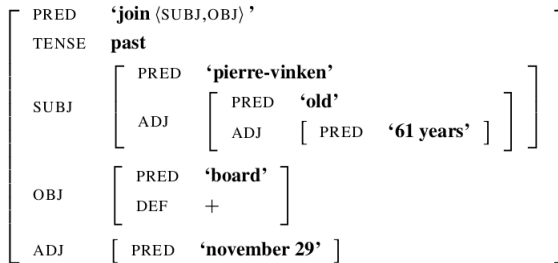 PRED ‘join ⟨SUBJ,OBJ⟩’
TENSE past
SUBJ
PRED ‘pierre-vinken’
ADJ
PRED ‘old’
ADJ [ PRED ‘61 years’ ]
OBJ
PRED ‘board’
DEF +
ADJ [ PRED ‘november 29’ ]